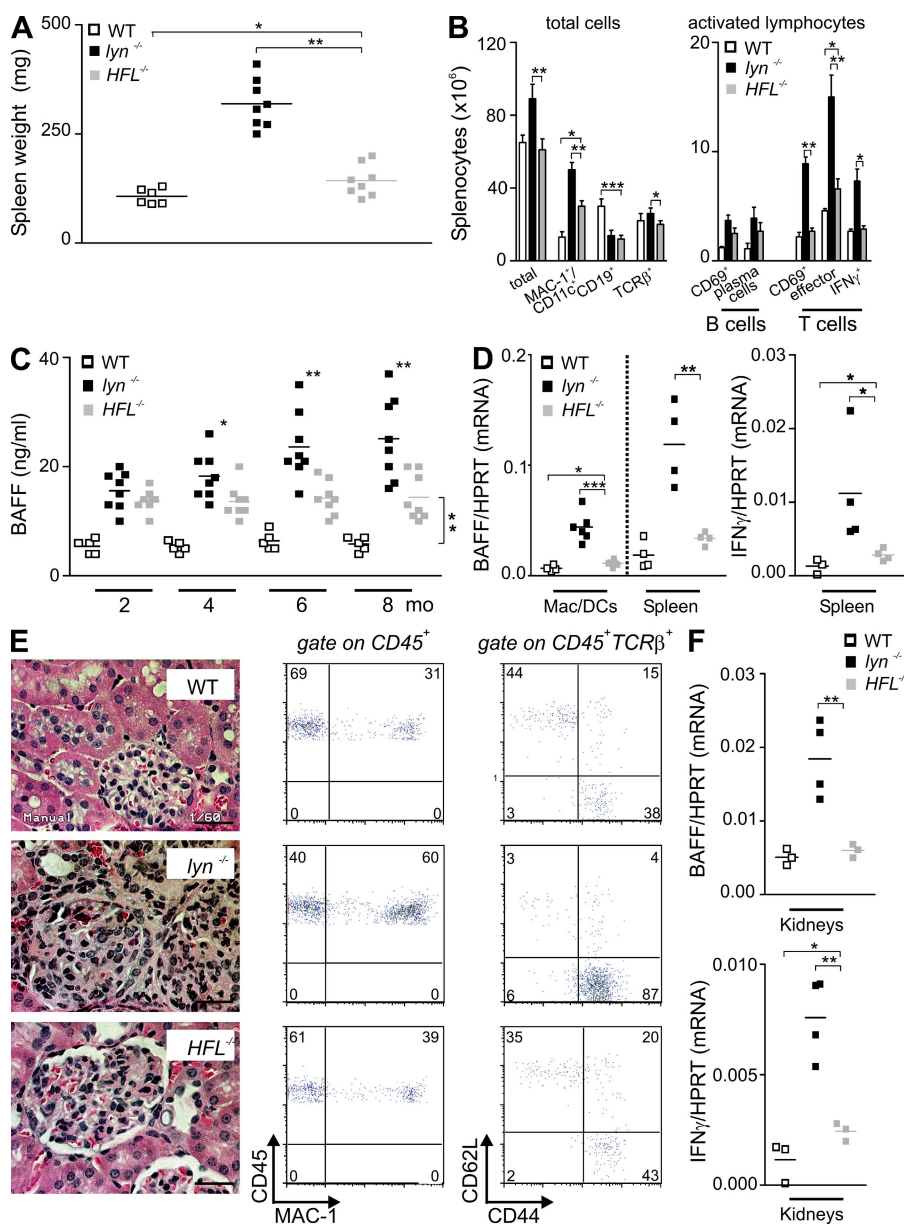 A
WT
lyn -/-
HFL -/-
*
**
Spleen weight (mg)
500
250
0
B
total cells
activated lymphocytes
Splenocytes (x10⁶)
120
80
40
0
**
*
**
***
*
total
MAC-1⁺/
CD11c⁺
CD19⁺
TCRβ⁺
20
10
0
WT
lyn -/-
HFL -/-
**
*
**
*
CD69⁺
plasma
cells
CD69⁺
effector
IFNγ⁺
B cells
T cells
C
WT
lyn -/-
HFL -/-
BAFF (ng/ml)
40
20
0
*
**
**
**
2
4
6
8 mo
D
WT
lyn -/-
HFL -/-
BAFF/HPRT (mRNA)
0.2
0.1
0.0
*
***
**
Mac/DCs
Spleen
IFNγ/HPRT (mRNA)
0.03
0.02
0.01
0.00
*
*
Spleen
E
gate on CD45⁺
gate on CD45⁺TCRβ⁺
WT
Manual
1/60
69
31
0
0
44
15
1
3
38
lyn -/-
40
60
0
0
3
4
6
87
HFL -/-
61
39
0
0
35
20
2
43
CD45
MAC-1
CD62L
CD44
F
WT
lyn -/-
HFL -/-
BAFF/HPRT (mRNA)
0.03
0.02
0.01
0.00
**
Kidneys
IFNγ/HPRT (mRNA)
0.010
0.005
0.000
*
**
Kidneys